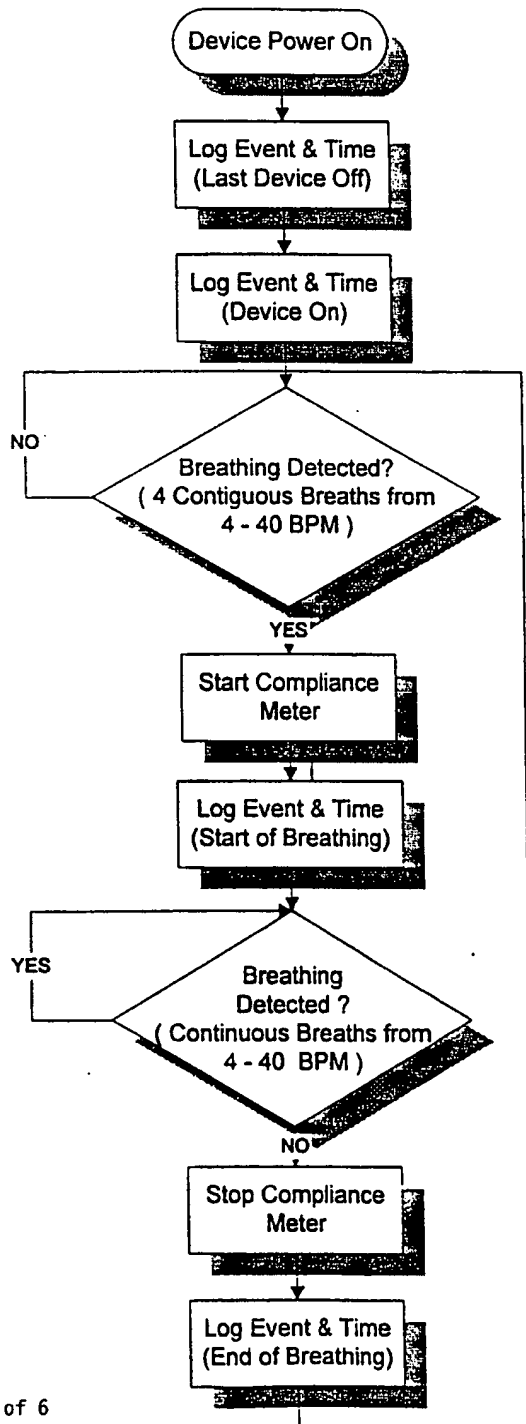 Device Power On
Log Event & Time
(Last Device Off)
Log Event & Time
(Device On)
NO
Breathing Detected?
( 4 Contiguous Breaths from
4 - 40 BPM )
YES
Start Compliance
Meter
Log Event & Time
(Start of Breathing)
YES
Breathing
Detected ?
( Continuous Breaths from
4 - 40 BPM )
NO
Stop Compliance
Meter
Log Event & Time
(End of Breathing)
of 6